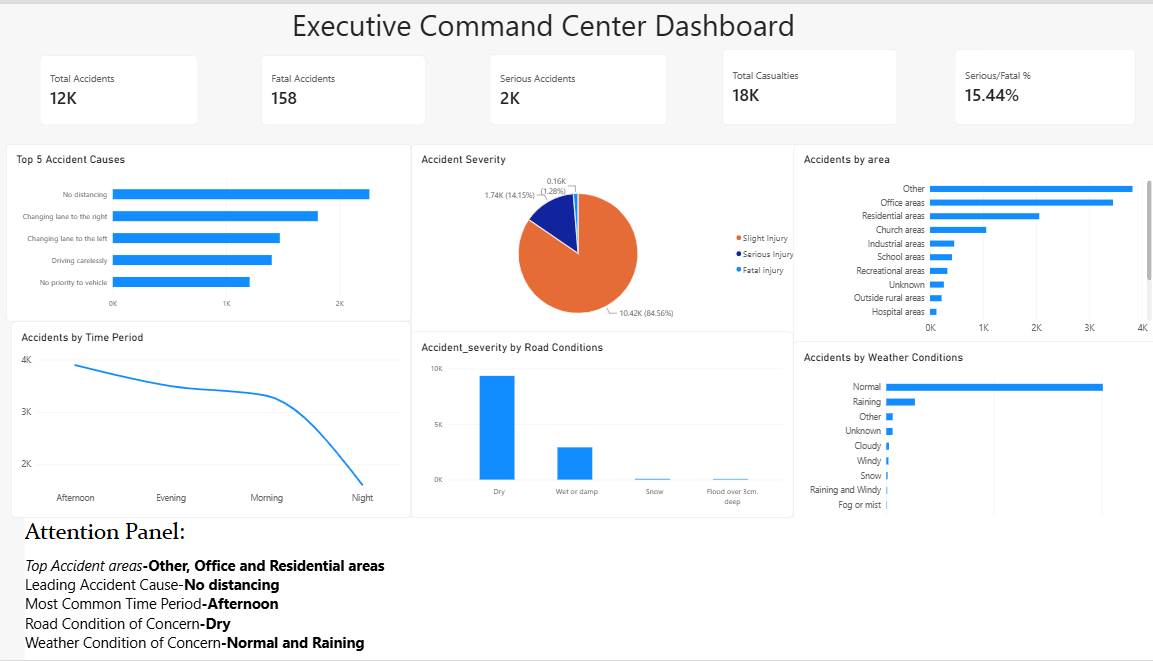 Executive Command Center Dashboard
Total Accidents
12K
Fatal Accidents
158
Serious Accidents
2K
Total Casualties
18K
Serious/Fatal %
15.44%
Top 5 Accident Causes
No distancing
Changing lane to the right
Changing lane to the left
Driving carelessly
No priority to vehicle
0K 1K 2K
Accident Severity
0.16K
(1.28%)
1.74K (14.15%)
10.42K (84.56%)
Slight Injury
Serious Injury
Fatal injury
Accidents by area
Other
Office areas
Residential areas
Church areas
Industrial areas
School areas
Recreational areas
Unknown
Outside rural areas
Hospital areas
0K 1K 2K 3K 4K
Accidents by Time Period
4K
3K
2K
Afternoon Evening Morning Night
Accident_severity by Road Conditions
10K
5K
0K
Dry Wet or damp Snow Flood over 3cm.
deep
Accidents by Weather Conditions
Normal
Raining
Other
Unknown
Cloudy
Windy
Snow
Raining and Windy
Fog or mist
Attention Panel:
Top Accident areas-Other, Office and Residential areas
Leading Accident Cause-No distancing
Most Common Time Period-Afternoon
Road Condition of Concern-Dry
Weather Condition of Concern-Normal and Raining